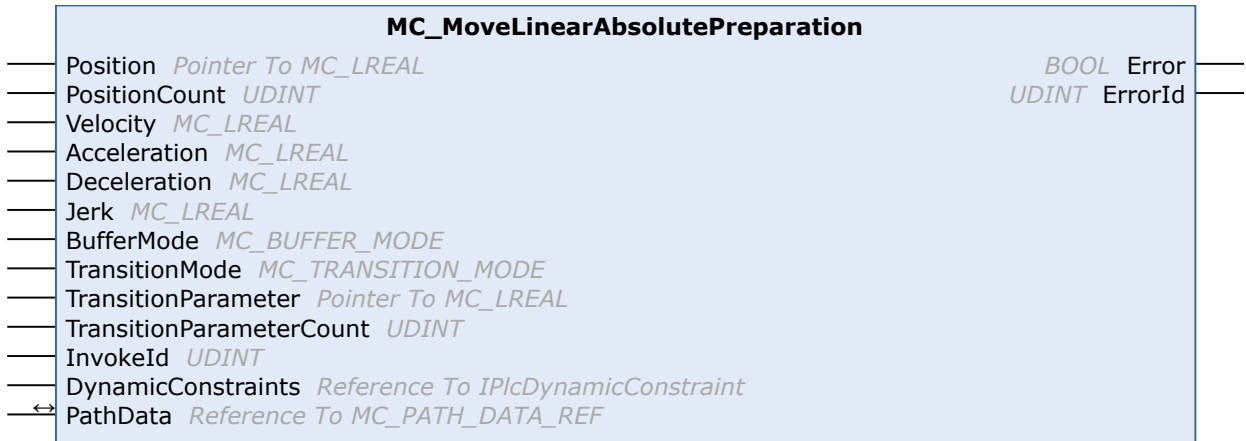 MC_MoveLinearAbsolutePreparation
Position Pointer To MC_LREAL BOOL Error
PositionCount UDINT UDINT ErrorId
Velocity MC_LREAL
Acceleration MC_LREAL
Deceleration MC_LREAL
Jerk MC_LREAL
BufferMode MC_BUFFER_MODE
TransitionMode MC_TRANSITION_MODE
TransitionParameter Pointer To MC_LREAL
TransitionParameterCount UDINT
InvokeId UDINT
DynamicConstraints Reference To IPlcDynamicConstraint
↔ PathData Reference To MC_PATH_DATA_REF